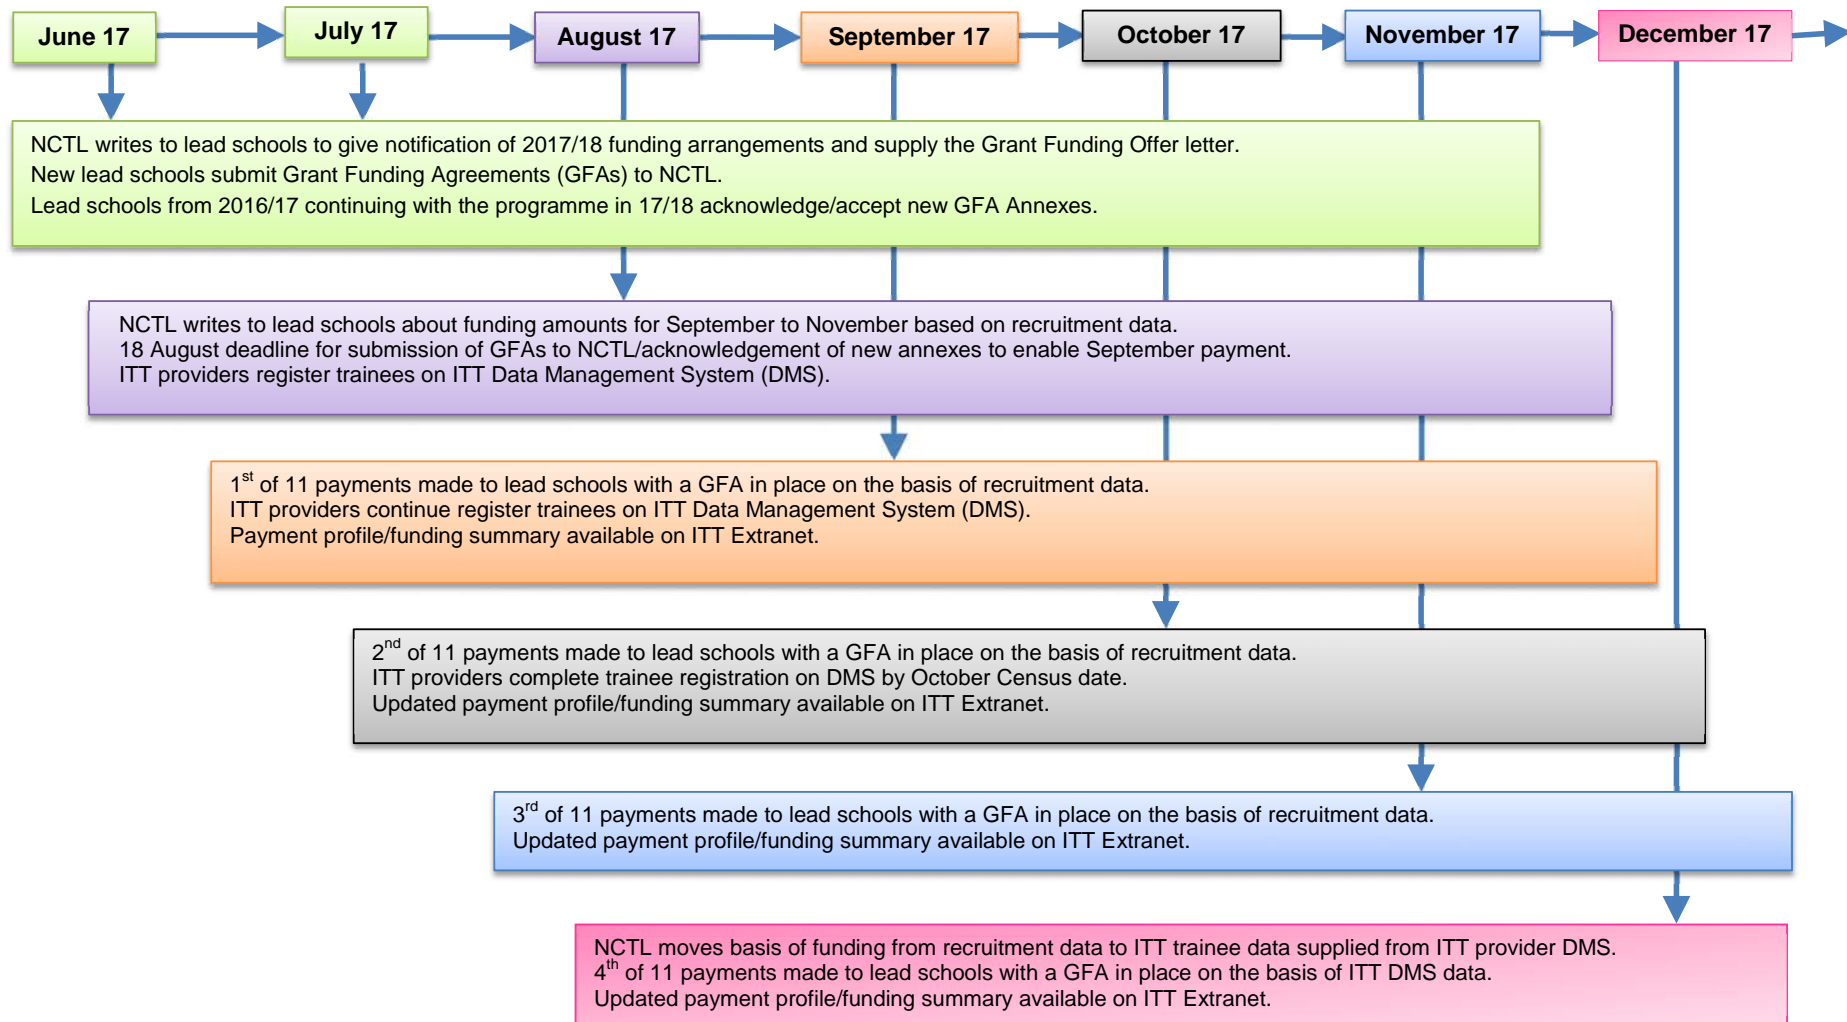 June 17
July 17
August 17
September 17
October 17
November 17
December 17
NCTL writes to lead schools to give notification of 2017/18 funding arrangements and supply the Grant Funding Offer letter.
New lead schools submit Grant Funding Agreements (GFAs) to NCTL.
Lead schools from 2016/17 continuing with the programme in 17/18 acknowledge/accept new GFA Annexes.
NCTL writes to lead schools about funding amounts for September to November based on recruitment data.
18 August deadline for submission of GFAs to NCTL/acknowledgement of new annexes to enable September payment.
ITT providers register trainees on ITT Data Management System (DMS).
1st of 11 payments made to lead schools with a GFA in place on the basis of recruitment data.
ITT providers continue register trainees on ITT Data Management System (DMS).
Payment profile/funding summary available on ITT Extranet.
2nd of 11 payments made to lead schools with a GFA in place on the basis of recruitment data.
ITT providers complete trainee registration on DMS by October Census date.
Updated payment profile/funding summary available on ITT Extranet.
3rd of 11 payments made to lead schools with a GFA in place on the basis of recruitment data.
Updated payment profile/funding summary available on ITT Extranet.
NCTL moves basis of funding from recruitment data to ITT trainee data supplied from ITT provider DMS.
4th of 11 payments made to lead schools with a GFA in place on the basis of ITT DMS data.
Updated payment profile/funding summary available on ITT Extranet.